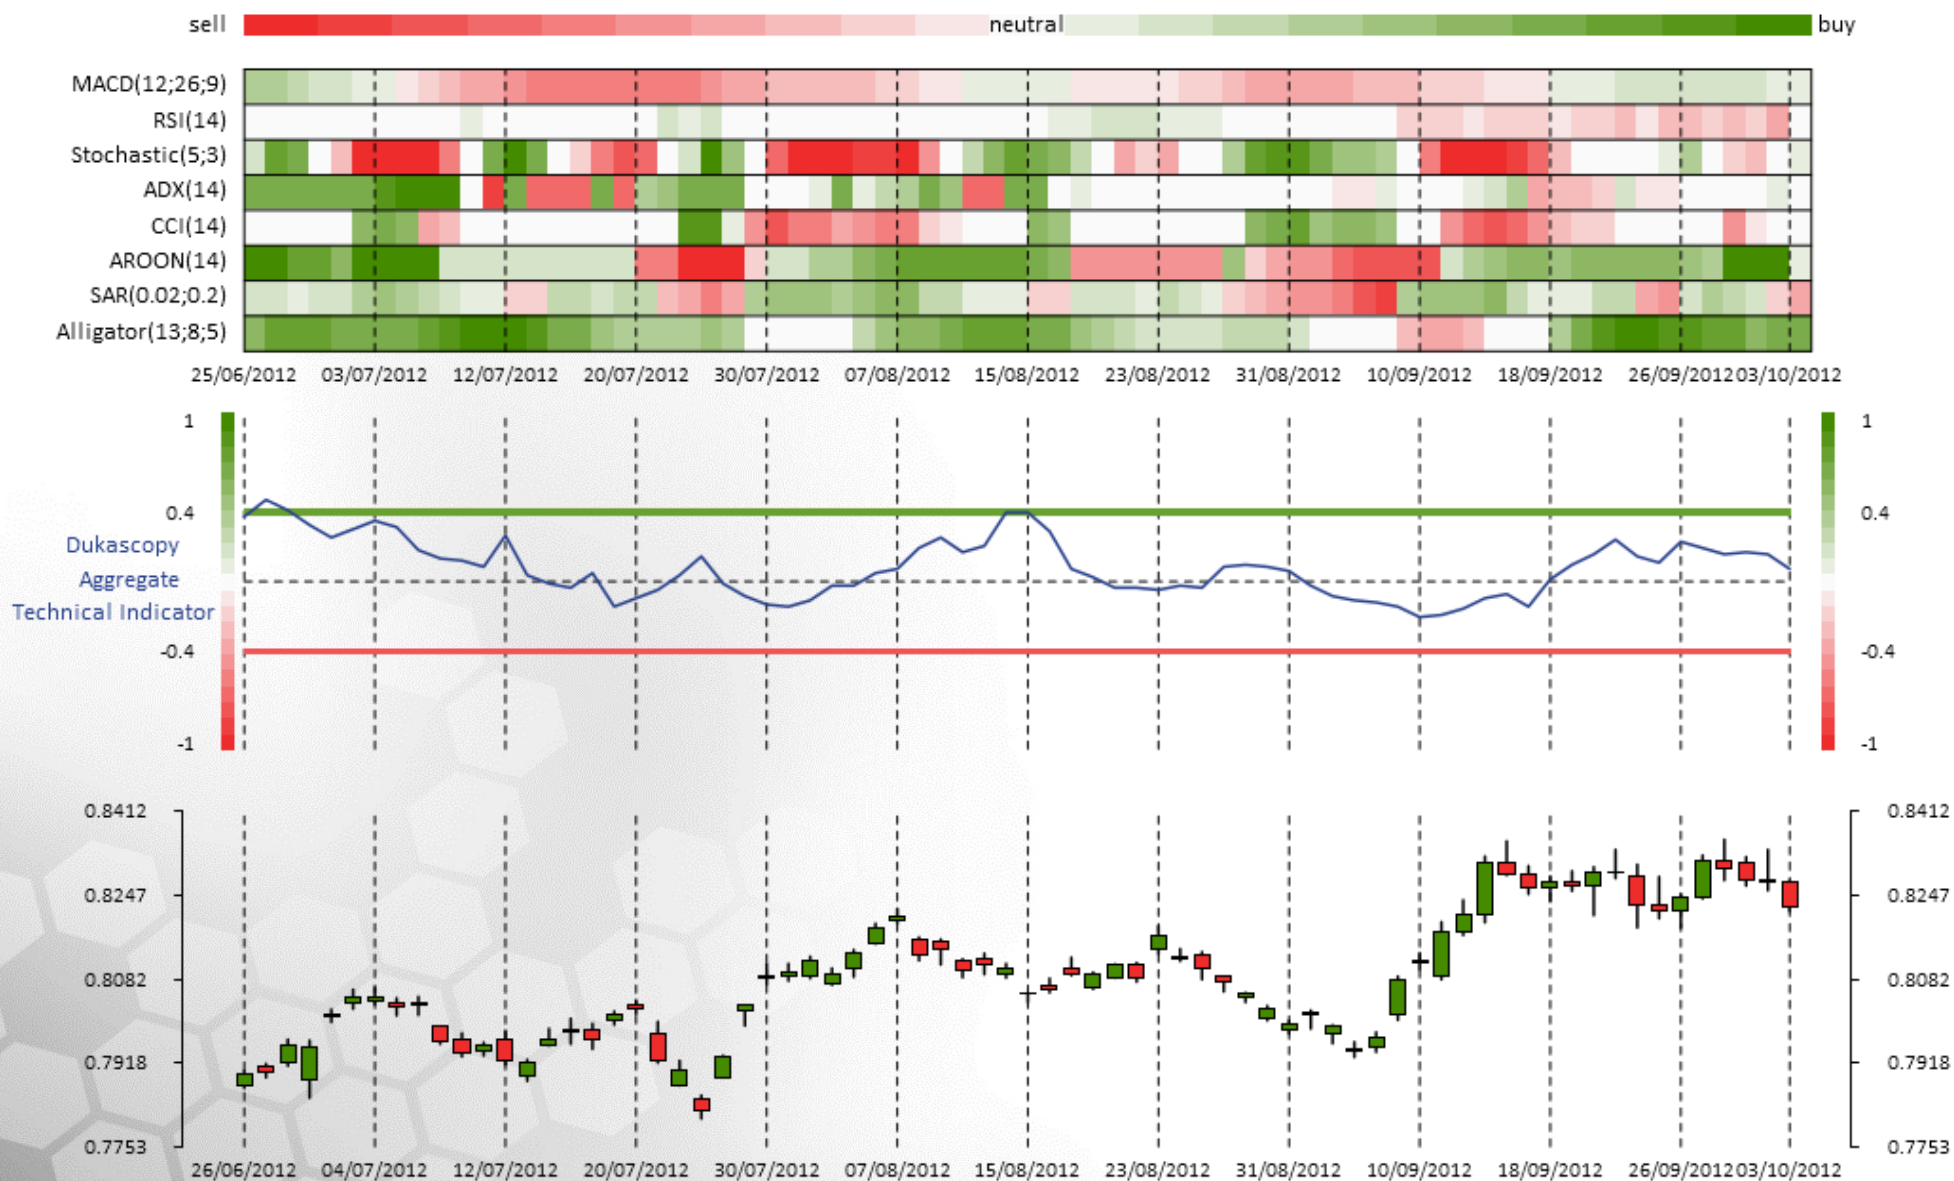 sell neutral buy
MACD(12;26;9)
RSI(14)
Stochastic(5;3)
ADX(14)
CCI(14)
AROON(14)
SAR(0.02;0.2)
Alligator(13;8;5)
25/06/2012 03/07/2012 12/07/2012 20/07/2012 30/07/2012 07/08/2012 15/08/2012 23/08/2012 31/08/2012 10/09/2012 18/09/2012 26/09/2012 03/10/2012
1 1
0.4 0.4
Dukascopy
Aggregate
Technical Indicator
-0.4 -0.4
-1 -1
0.8412 0.8412
0.8247 0.8247
0.8082 0.8082
0.7918 0.7918
0.7753 0.7753
26/06/2012 04/07/2012 12/07/2012 20/07/2012 30/07/2012 07/08/2012 15/08/2012 23/08/2012 31/08/2012 10/09/2012 18/09/2012 26/09/2012 03/10/2012